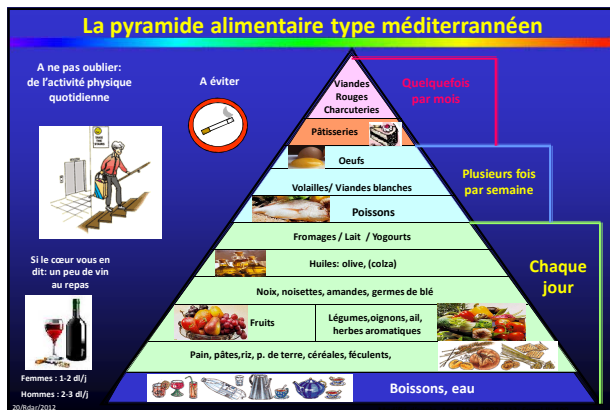 La pyramide alimentaire type méditerrannéen
A ne pas oublier:
de l'activité physique
quotidienne
A éviter
Viandes
Rouges
Charcuteries
Quelquefois
par mois
Pâtisseries
Oeufs
Volailles/ Viandes blanches
Poissons
Plusieurs fois
par semaine
Fromages / Lait / Yogourts
Huiles: olive, (colza)
Noix, noisettes, amandes, germes de blé
Fruits
Légumes,oignons, ail,
herbes aromatiques
Pain, pâtes,riz, p. de terre, céréales, féculents,
Chaque
jour
Boissons, eau
Si le cœur vous en
dit: un peu de vin
au repas
Femmes : 1-2 dl/j
Hommes : 2-3 dl/j
20/Rdar/2012